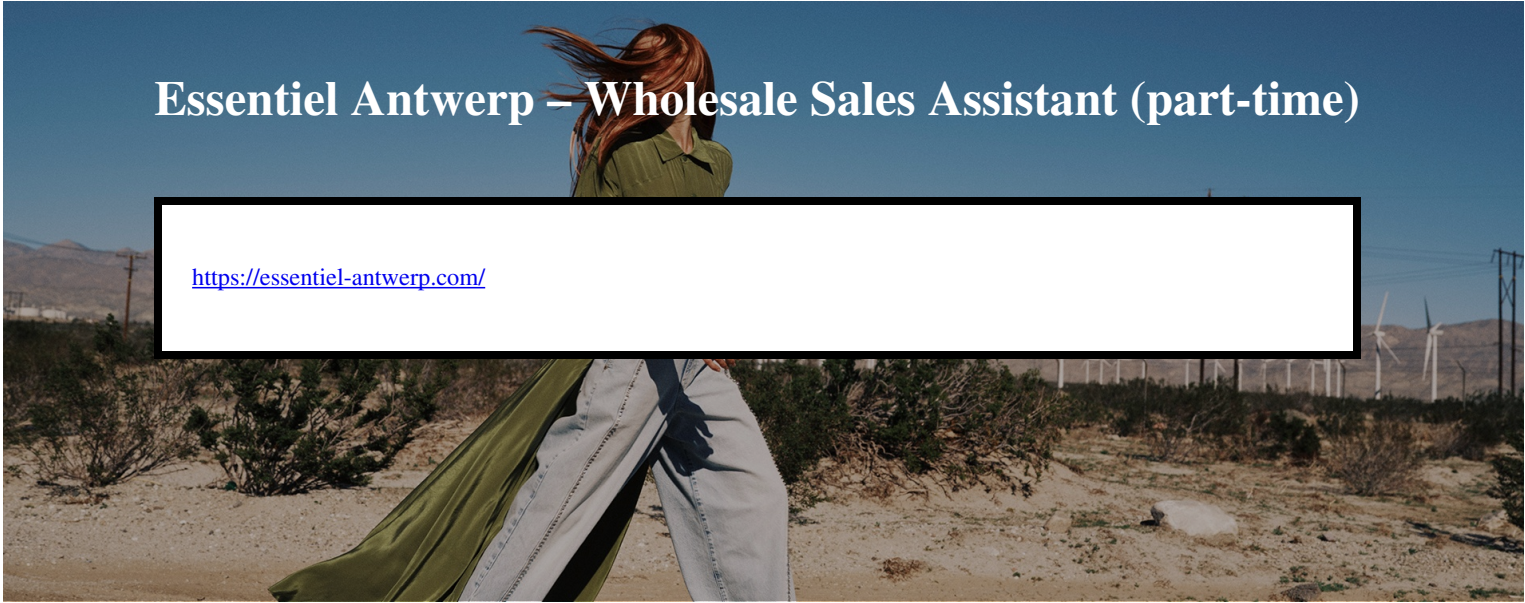 Essentiel Antwerp – Wholesale Sales Assistant (part-time)
https://essentiel-antwerp.com/